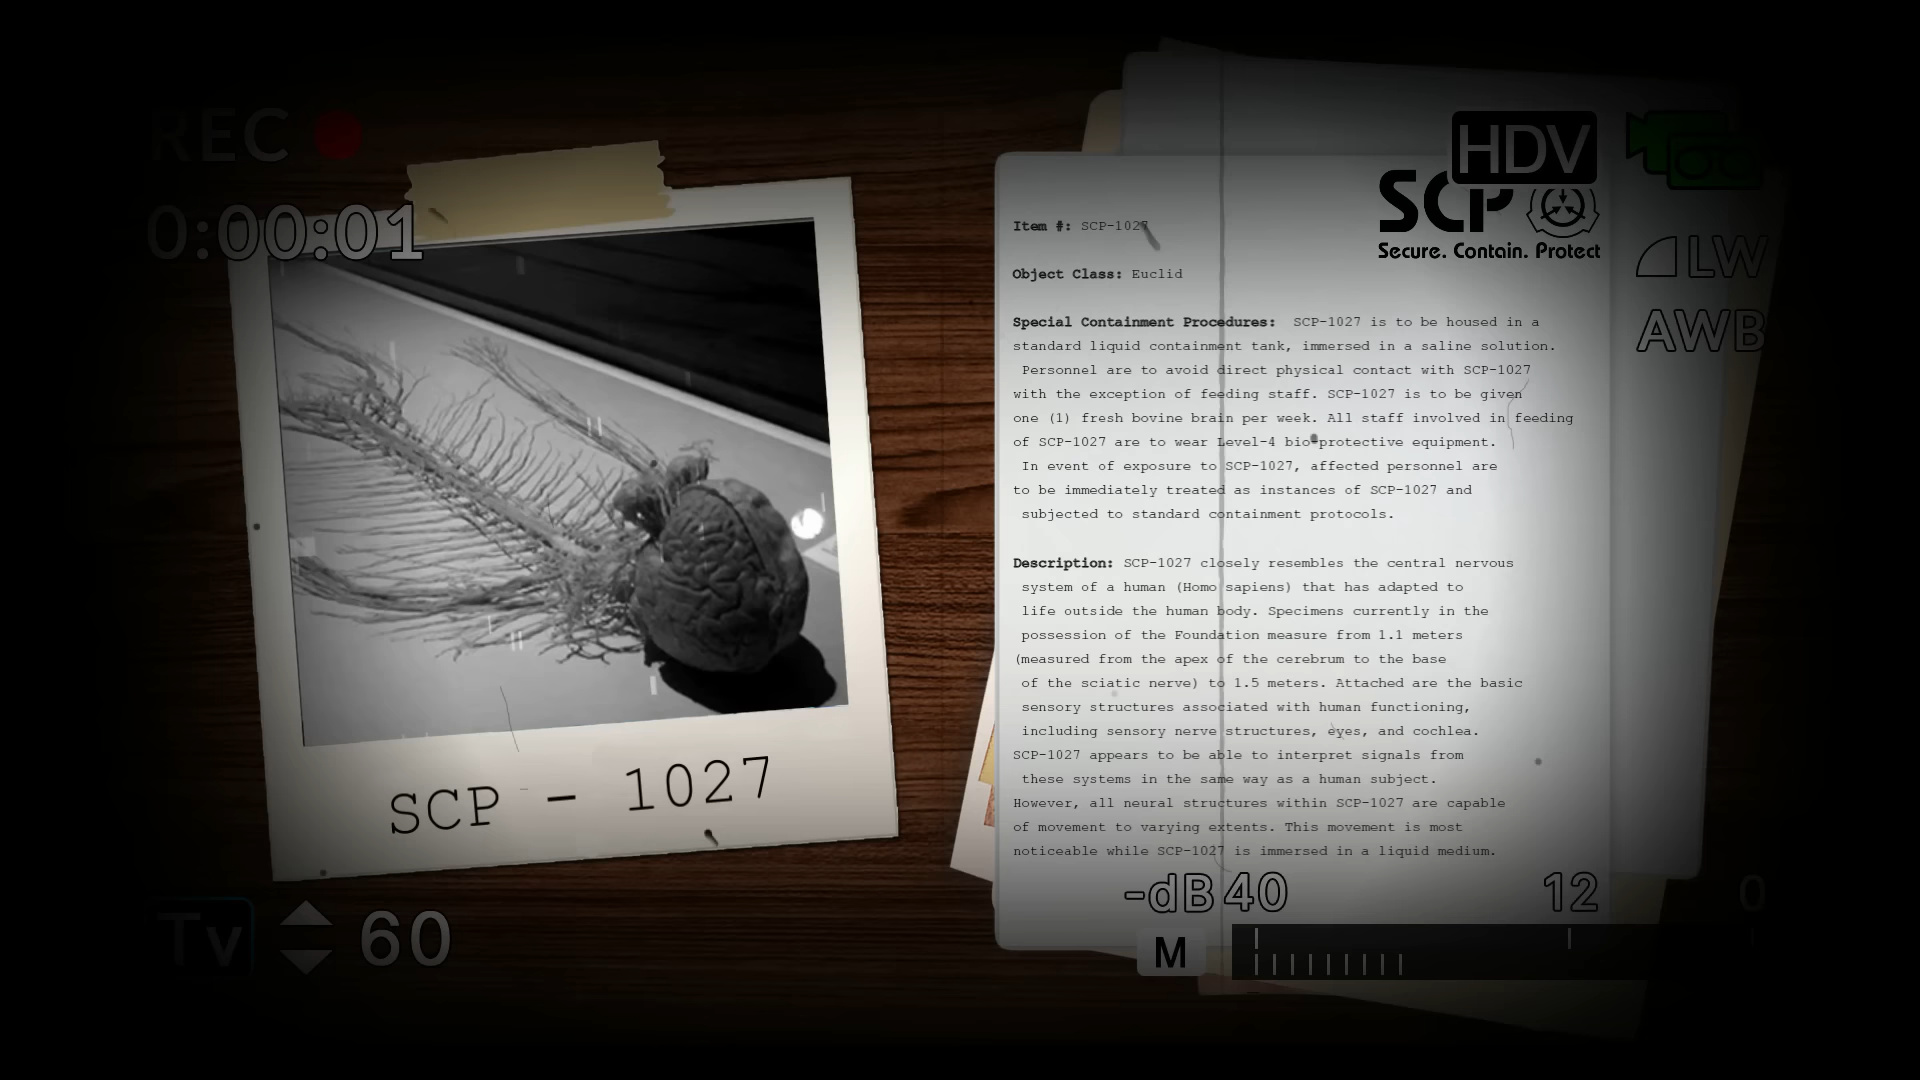 REC
0:00:01
HDV
SCP
Secure. Contain. Protect
LW
AWB
Item #: SCP-1027
Object Class: Euclid
Special Containment Procedures: SCP-1027 is to be housed in a
standard liquid containment tank, immersed in a saline solution.
Personnel are to avoid direct physical contact with SCP-1027
with the exception of feeding staff. SCP-1027 is to be given
one (1) fresh bovine brain per week. All staff involved in feeding
of SCP-1027 are to wear Level-4 bio-protective equipment.
In event of exposure to SCP-1027, affected personnel are
to be immediately treated as instances of SCP-1027 and
subjected to standard containment protocols.
Description: SCP-1027 closely resembles the central nervous
system of a human (Homo sapiens) that has adapted to
life outside the human body. Specimens currently in the
possession of the Foundation measure from 1.1 meters
(measured from the apex of the cerebrum to the base
of the sciatic nerve) to 1.5 meters. Attached are the basic
sensory structures associated with human functioning,
including sensory nerve structures, eyes, and cochlea.
SCP-1027 appears to be able to interpret signals from
these systems in the same way as a human subject.
However, all neural structures within SCP-1027 are capable
of movement to varying extents. This movement is most
noticeable while SCP-1027 is immersed in a liquid medium.
SCP - 1027
Tv 60
-dB 40 12 0
M